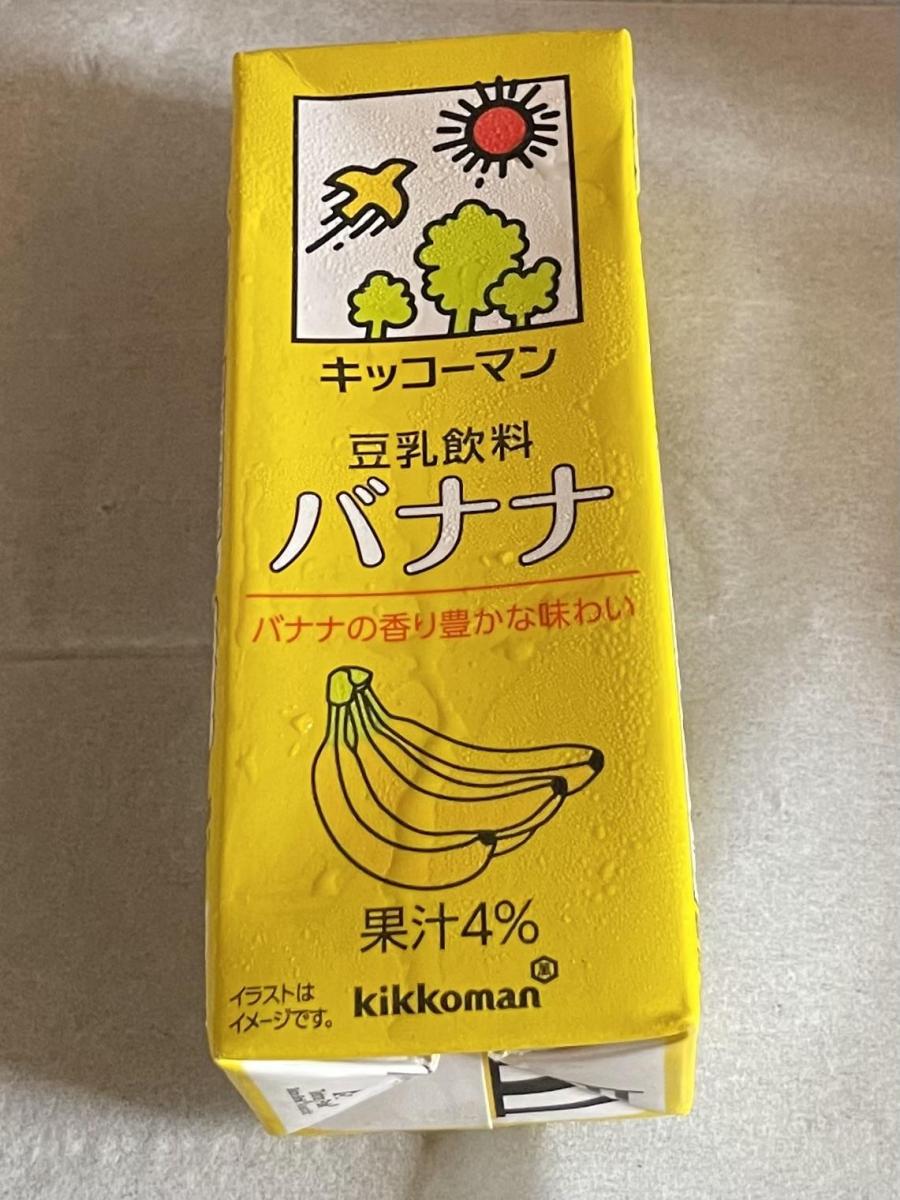 キッコーマン
豆乳飲料
バナナ
バナナの香り豊かな味わい
果汁4%
イラストは
イメージです。
kikkoman
萬